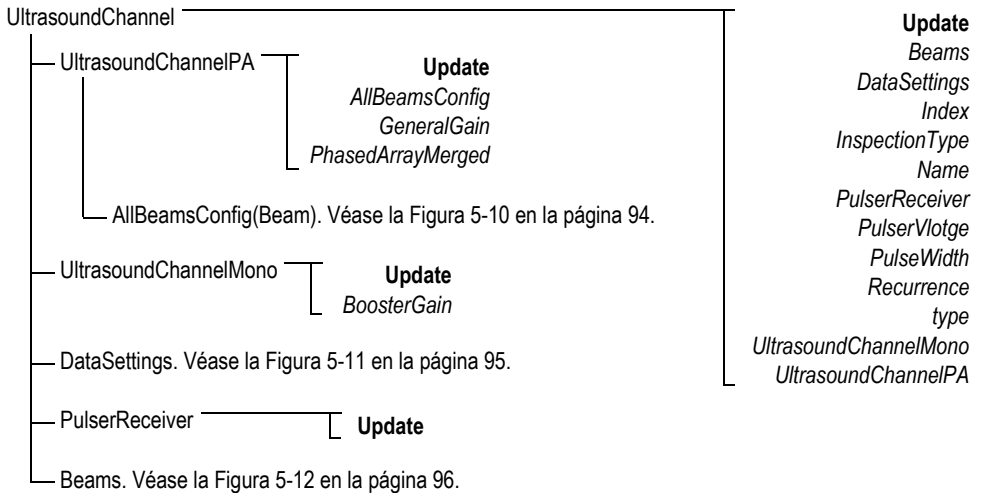 UltrasoundChannel
Update
Beams
DataSettings
Index
InspectionType
Name
PulserReceiver
PulserVlotge
PulseWidth
Recurrence
type
UltrasoundChannelMono
UltrasoundChannelPA
UltrasoundChannelPA
Update
AllBeamsConfig
GeneralGain
PhasedArrayMerged
AllBeamsConfig(Beam). Véase la Figura 5-10 en la página 94.
UltrasoundChannelMono
Update
BoosterGain
DataSettings. Véase la Figura 5-11 en la página 95.
PulserReceiver
Update
Beams. Véase la Figura 5-12 en la página 96.